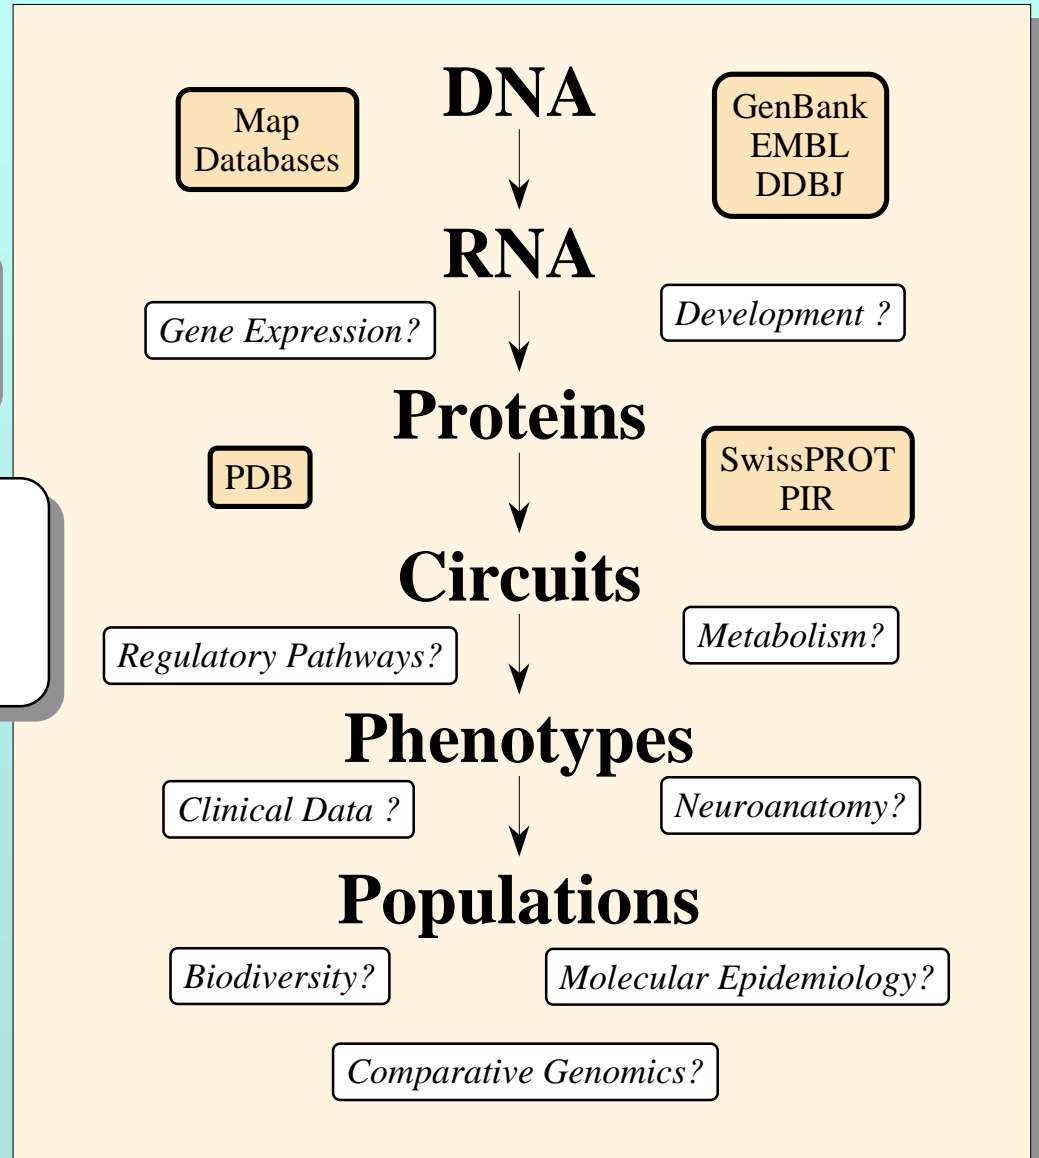 DNA
Map
Databases
GenBank
EMBL
DDBJ
RNA
Gene Expression?
Development ?
Proteins
PDB
SwissPROT
PIR
Circuits
Regulatory Pathways?
Metabolism?
Phenotypes
Clinical Data ?
Neuroanatomy?
Populations
Biodiversity?
Molecular Epidemiology?
Comparative Genomics?